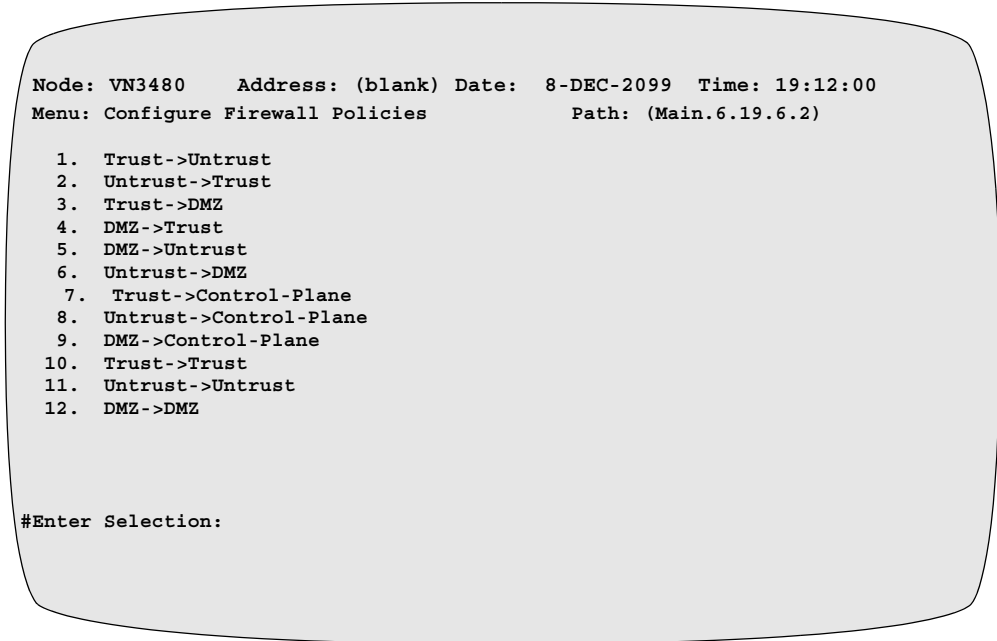 Node: VN3480 Address: (blank) Date: 8-DEC-2099 Time: 19:12:00
Menu: Configure Firewall Policies Path: (Main.6.19.6.2)
1. Trust->Untrust
2. Untrust->Trust
3. Trust->DMZ
4. DMZ->Trust
5. DMZ->Untrust
6. Untrust->DMZ
7. Trust->Control-Plane
8. Untrust->Control-Plane
9. DMZ->Control-Plane
10. Trust->Trust
11. Untrust->Untrust
12. DMZ->DMZ
#Enter Selection: